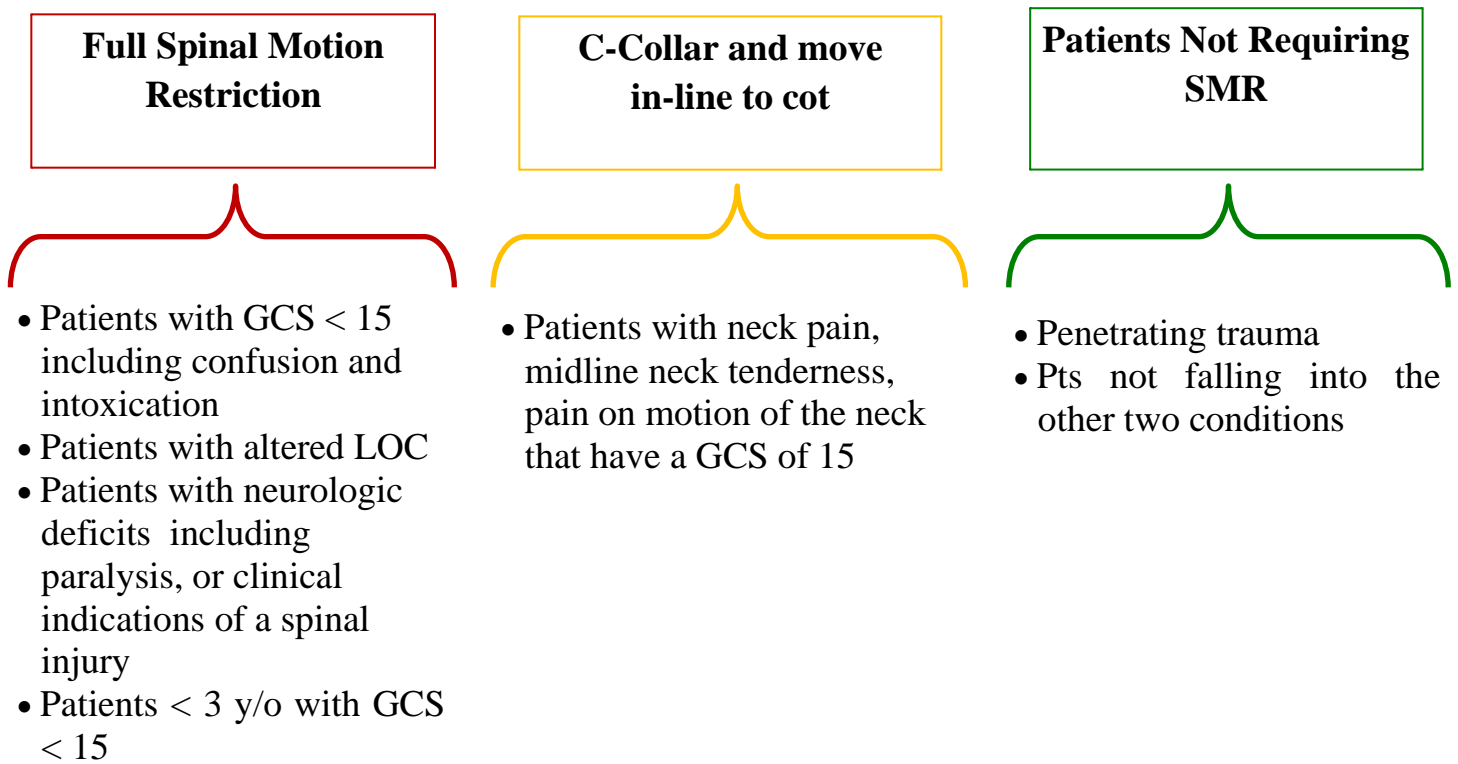 Full Spinal Motion
Restriction
C-Collar and move
in-line to cot
Patients Not Requiring
SMR
• Patients with GCS < 15
including confusion and
intoxication
• Patients with altered LOC
• Patients with neurologic
deficits including
paralysis, or clinical
indications of a spinal
injury
• Patients < 3 y/o with GCS
< 15
• Patients with neck pain,
midline neck tenderness,
pain on motion of the neck
that have a GCS of 15
• Penetrating trauma
• Pts not falling into the
other two conditions